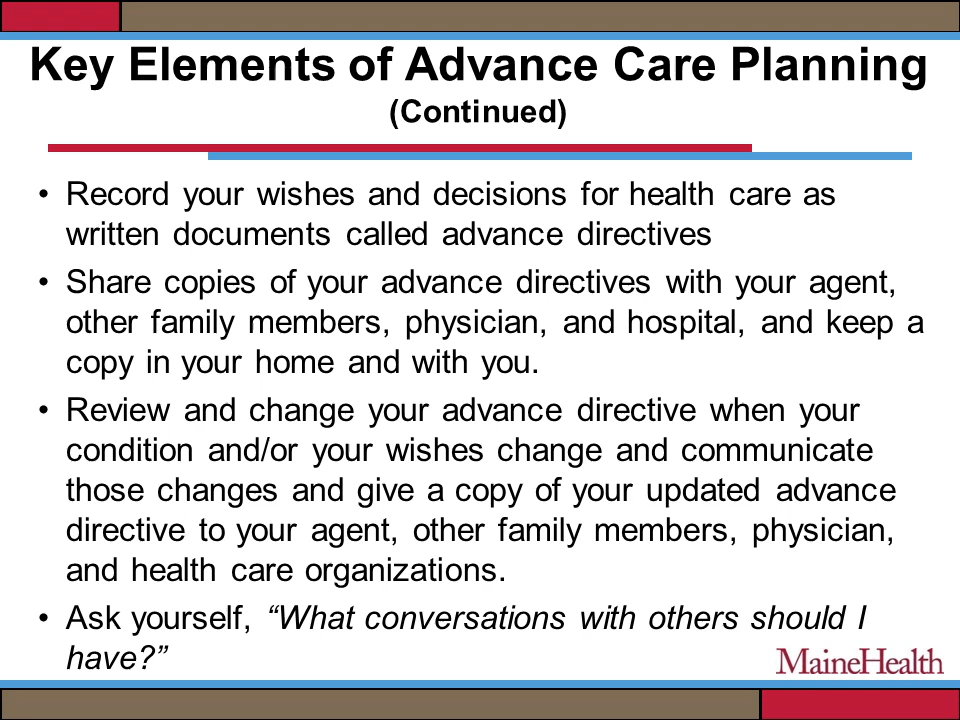 Key Elements of Advance Care Planning
(Continued)
• Record your wishes and decisions for health care as
written documents called advance directives
• Share copies of your advance directives with your agent,
other family members, physician, and hospital, and keep a
copy in your home and with you.
• Review and change your advance directive when your
condition and/or your wishes change and communicate
those changes and give a copy of your updated advance
directive to your agent, other family members, physician,
and health care organizations.
• Ask yourself, “What conversations with others should I
have?”
MaineHealth